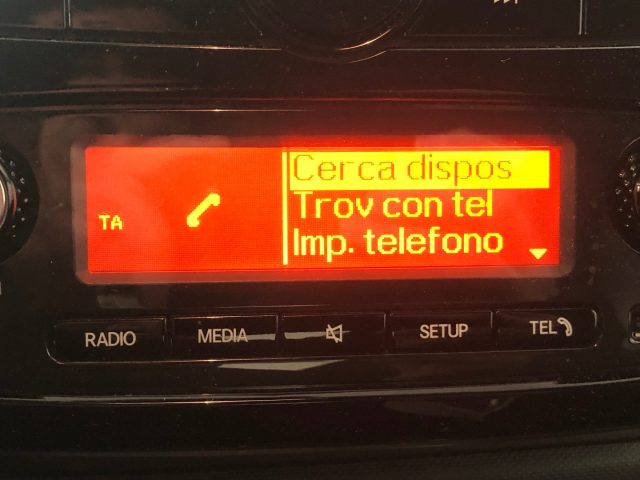 Cerca dispos
Trov con tel
TA
Imp. telefono
RADIO
MEDIA
SETUP
TEL